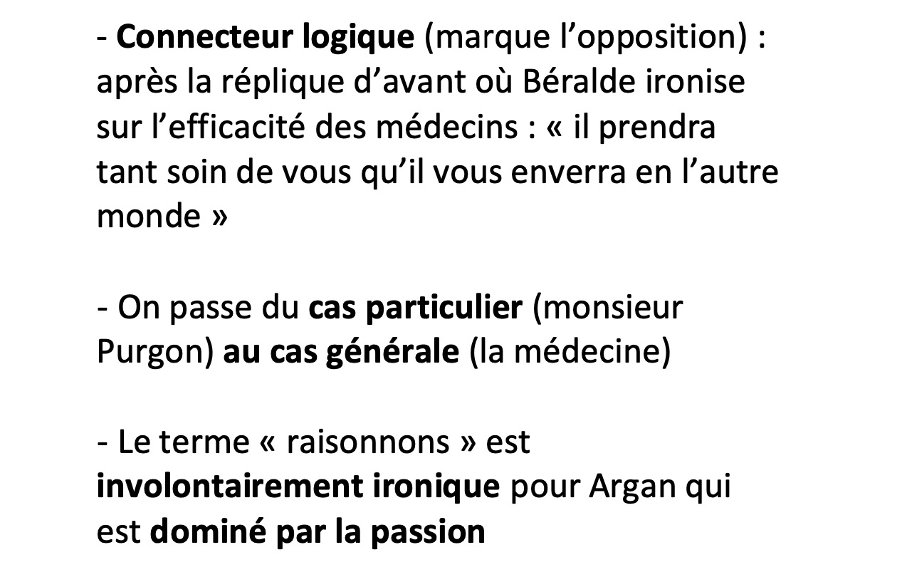 - Connecteur logique (marque l’opposition) :
après la réplique d’avant où Béralde ironise
sur l’efficacité des médecins : « il prendra
tant soin de vous qu’il vous enverra en l’autre
monde »
- On passe du cas particulier (monsieur
Purgon) au cas générale (la médecine)
- Le terme « raisonnons » est
involontairement ironique pour Argan qui
est dominé par la passion